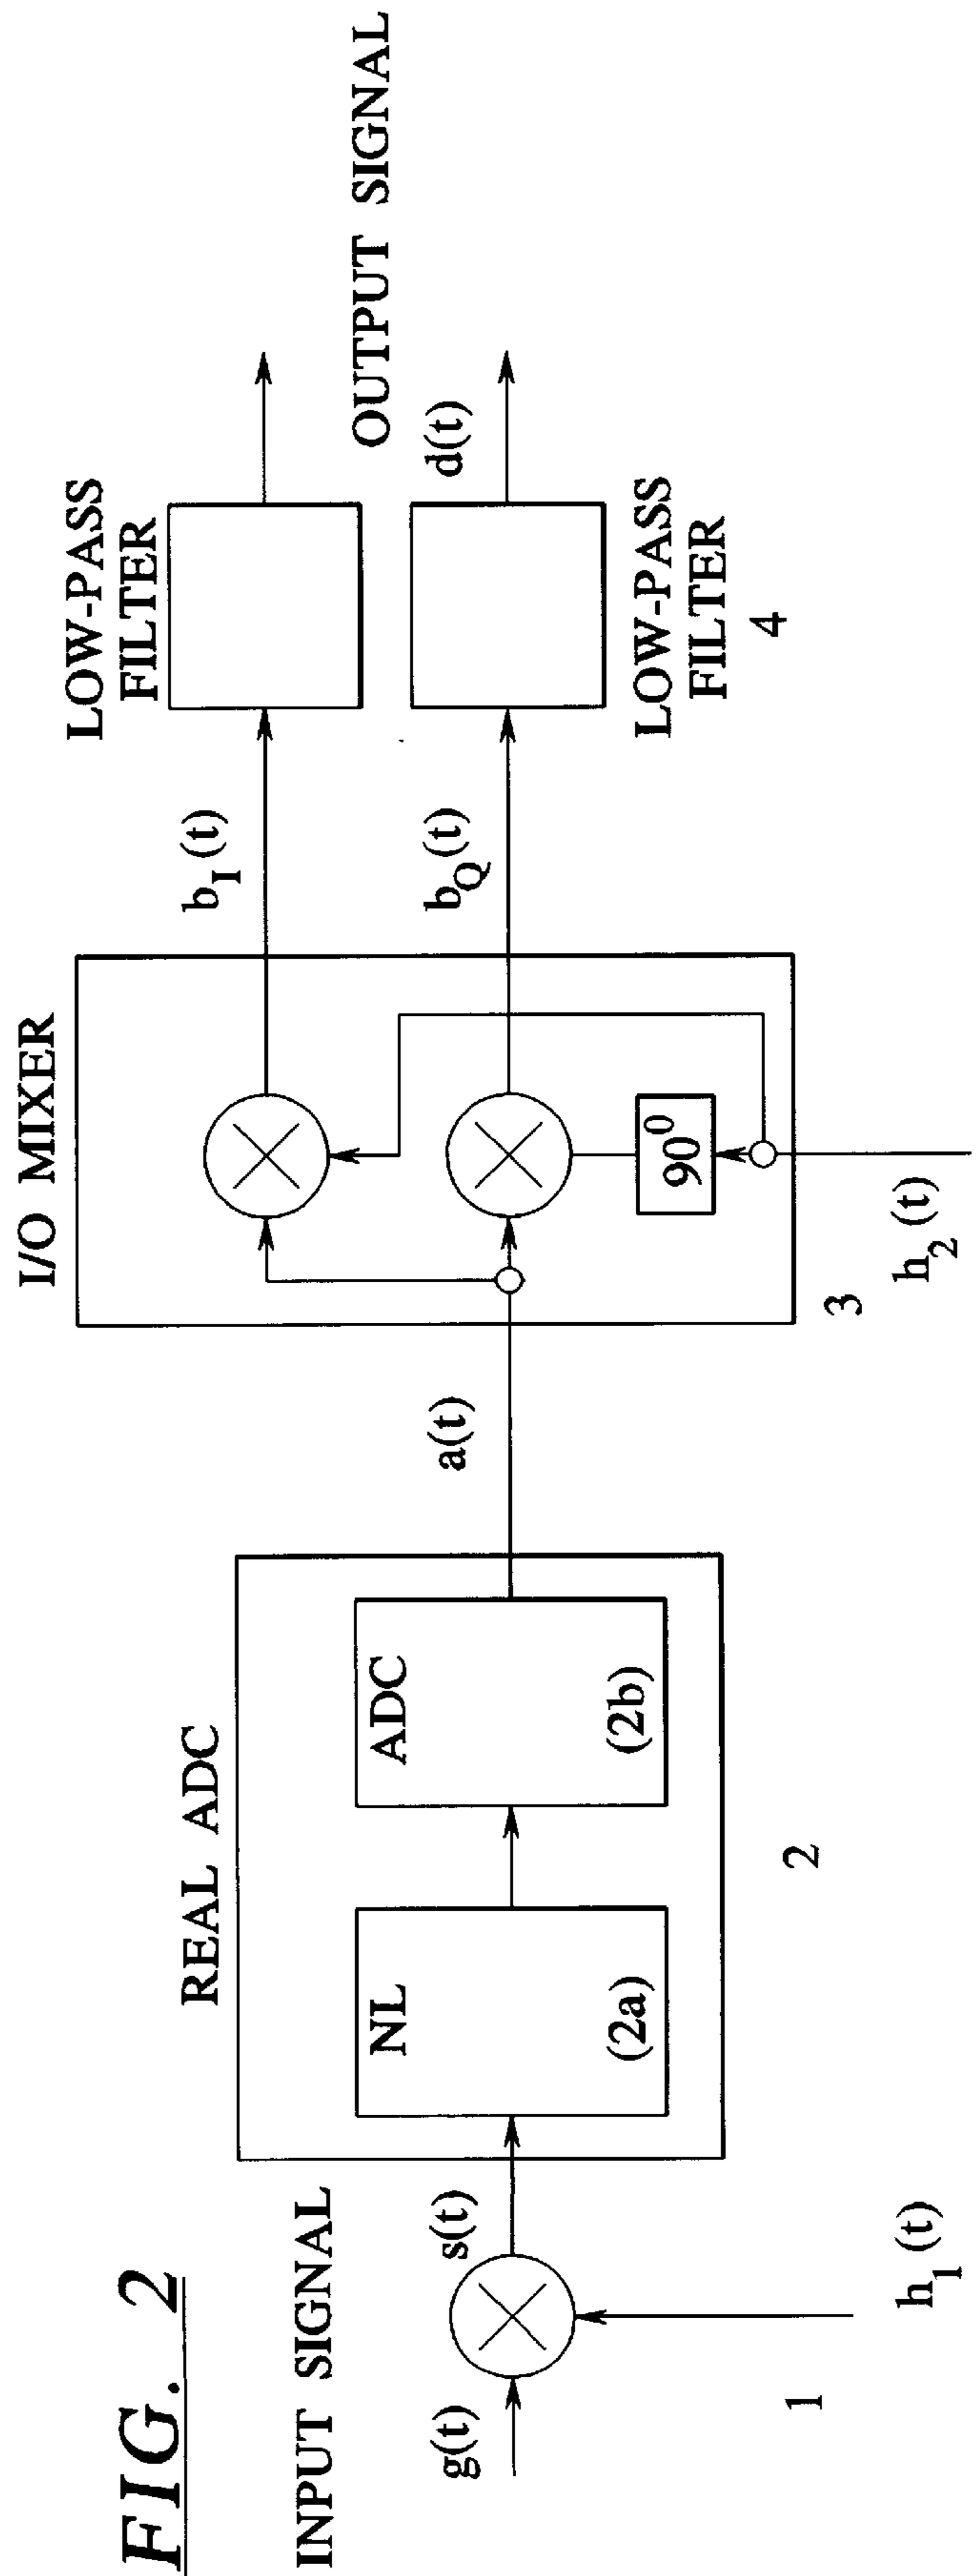 FIG. 2
INPUT SIGNAL
g(t)
s(t)
h1(t)
1
REAL ADC
NL
(2a)
ADC
(2b)
2
a(t)
I/O MIXER
90⁰
h2(t)
3
bI(t)
bQ(t)
LOW-PASS
FILTER
LOW-PASS
FILTER
4
d(t)
OUTPUT SIGNAL